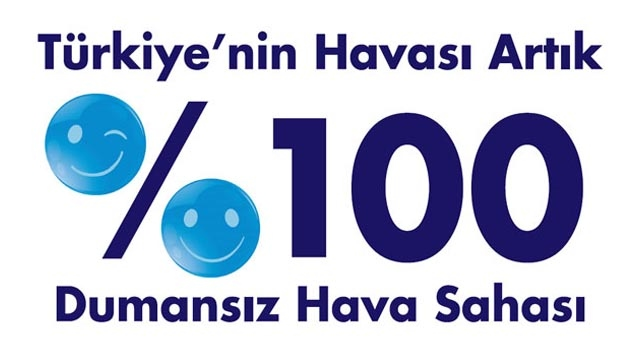 Türkiye’nin Havası Artık
%100
Dumansız Hava Sahası